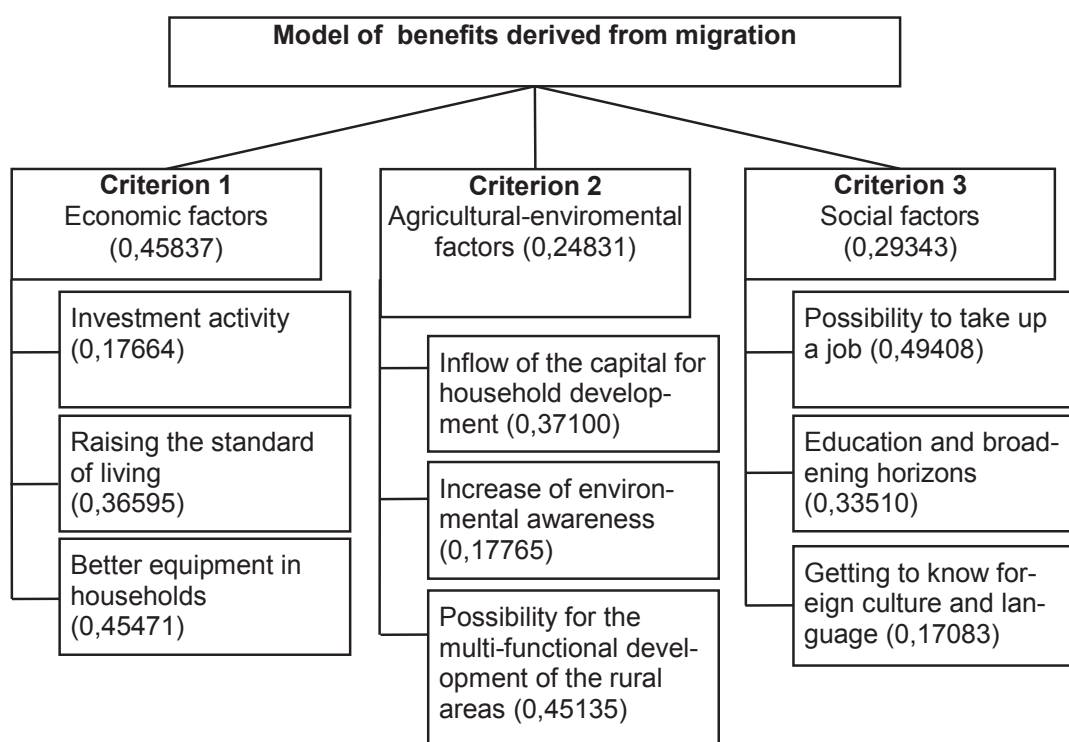 Model of benefits derived from migration
Criterion 1
Economic factors
(0,45837)
Investment activity
(0,17664)
Raising the standard
of living
(0,36595)
Better equipment in
households
(0,45471)
Criterion 2
Agricultural-enviromental
factors (0,24831)
Inflow of the capital for
household develop-
ment (0,37100)
Increase of environ-
mental awareness
(0,17765)
Possibility for the
multi-functional devel-
opment of the rural
areas (0,45135)
Criterion 3
Social factors
(0,29343)
Possibility to take up
a job (0,49408)
Education and broad-
ening horizons
(0,33510)
Getting to know for-
eign culture and lan-
guage (0,17083)